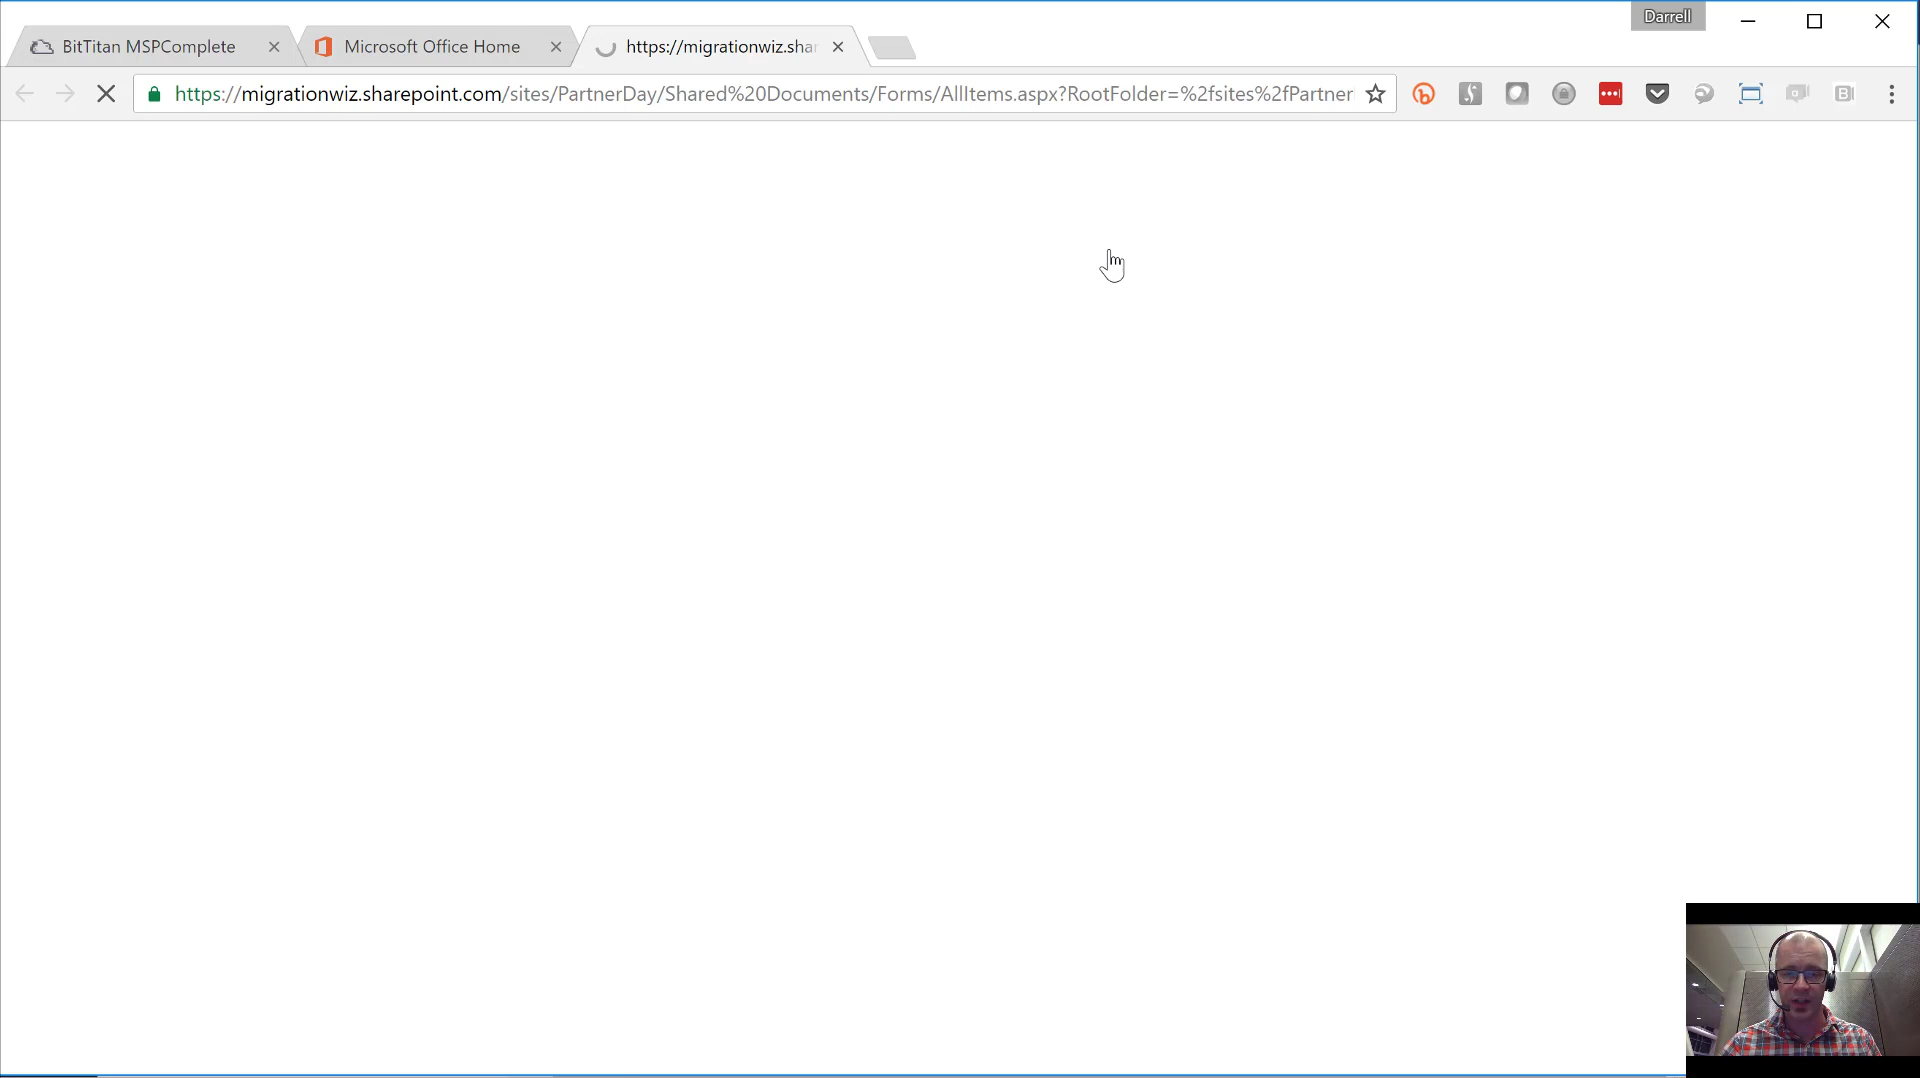 Darrell
BitTitan MSPComplete
Microsoft Office Home
https://migrationwiz.shar
https://migrationwiz.sharepoint.com/sites/PartnerDay/Shared%20Documents/Forms/AllItems.aspx?RootFolder=%2fsites%2fPartner